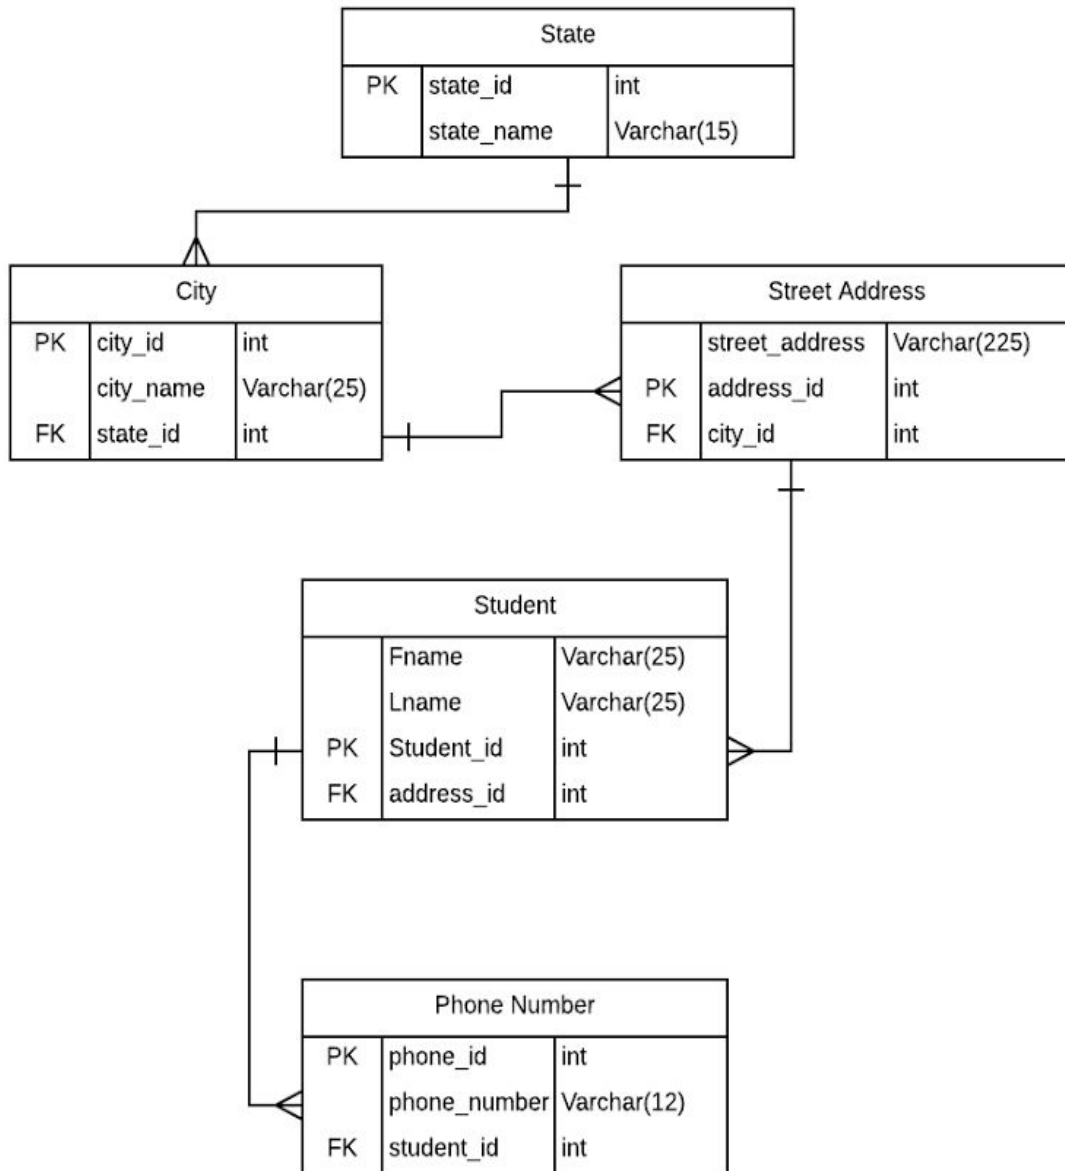 State
PK state_id int
state_name Varchar(15)
City
PK city_id int
city_name Varchar(25)
FK state_id int
Street Address
street_address Varchar(225)
PK address_id int
FK city_id int
Student
Fname Varchar(25)
Lname Varchar(25)
PK Student_id int
FK address_id int
Phone Number
PK phone_id int
phone_number Varchar(12)
FK student_id int